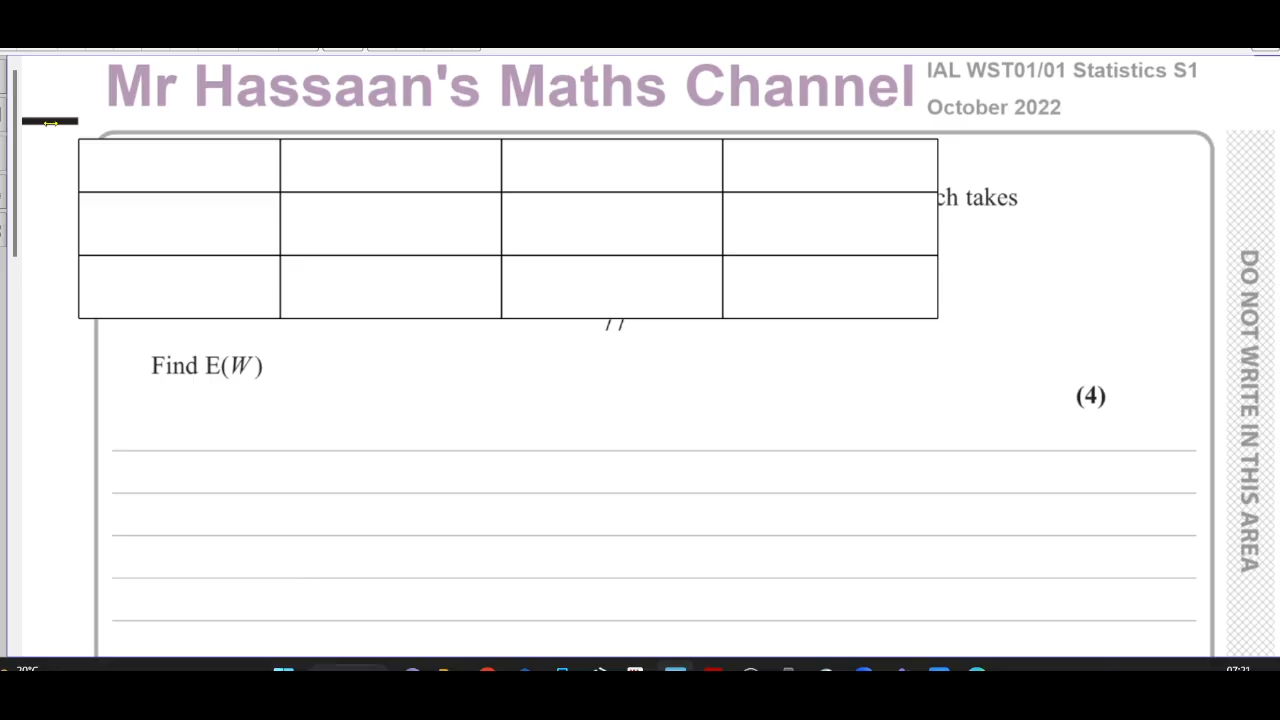 Mr Hassaan's Maths Channel
IAL WST01/01 Statistics S1
October 2022
ch takes
Find E(W)
(4)
DO NOT WRITE IN THIS AREA